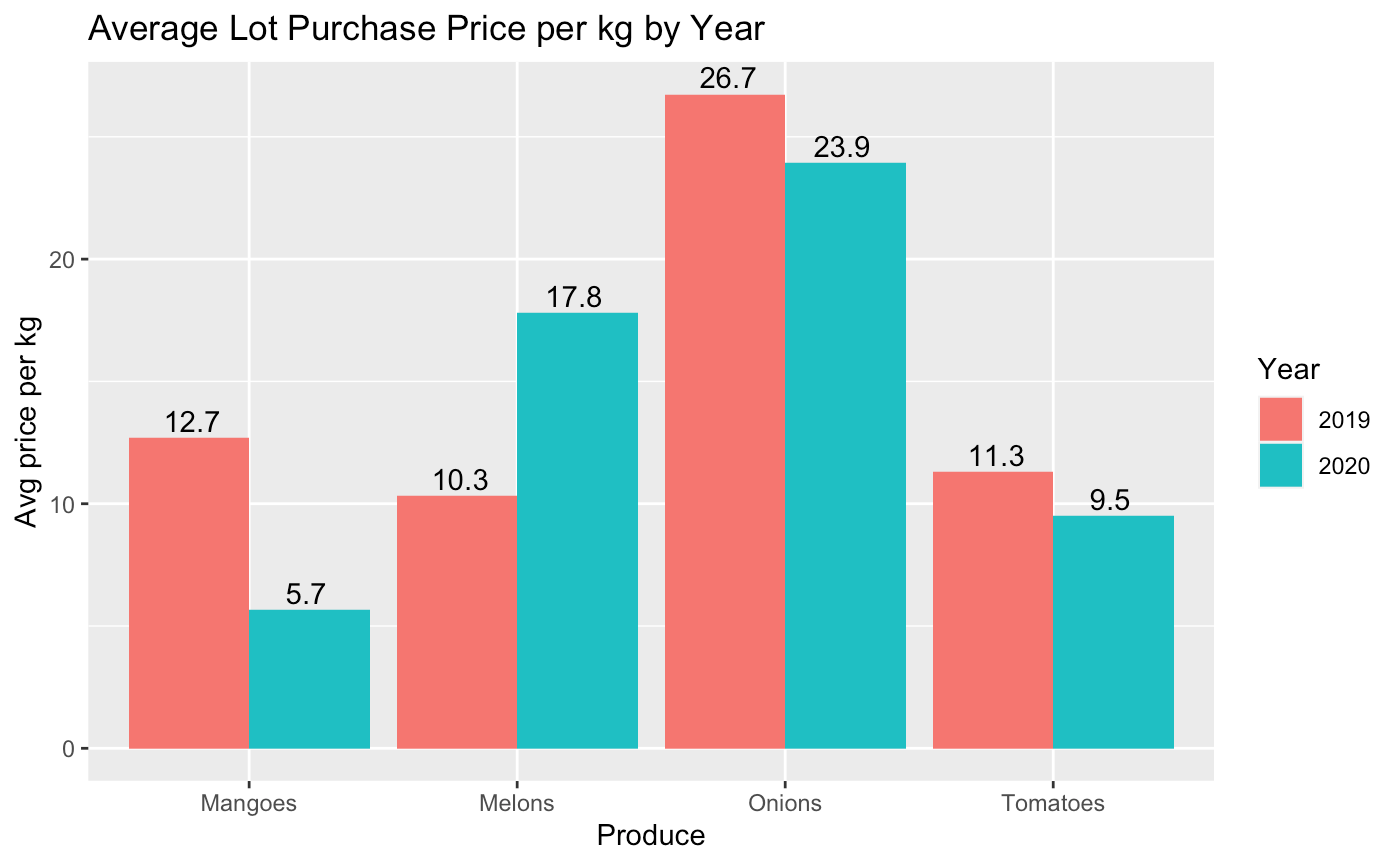 Average Lot Purchase Price per kg by Year
26.7
23.9
17.8
12.7
10.3
11.3
9.5
5.7
20
10
0
Avg price per kg
Mangoes Melons Onions Tomatoes
Produce
Year
2019
2020